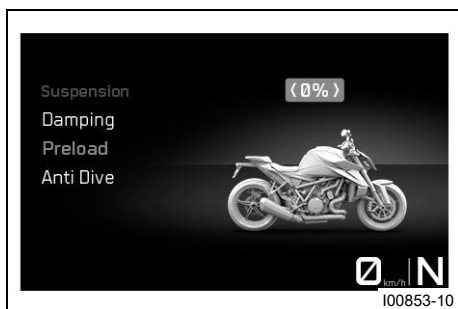 Suspension
⟨0%⟩
Damping
Preload
Anti Dive
0 km/h | N
I00853-10